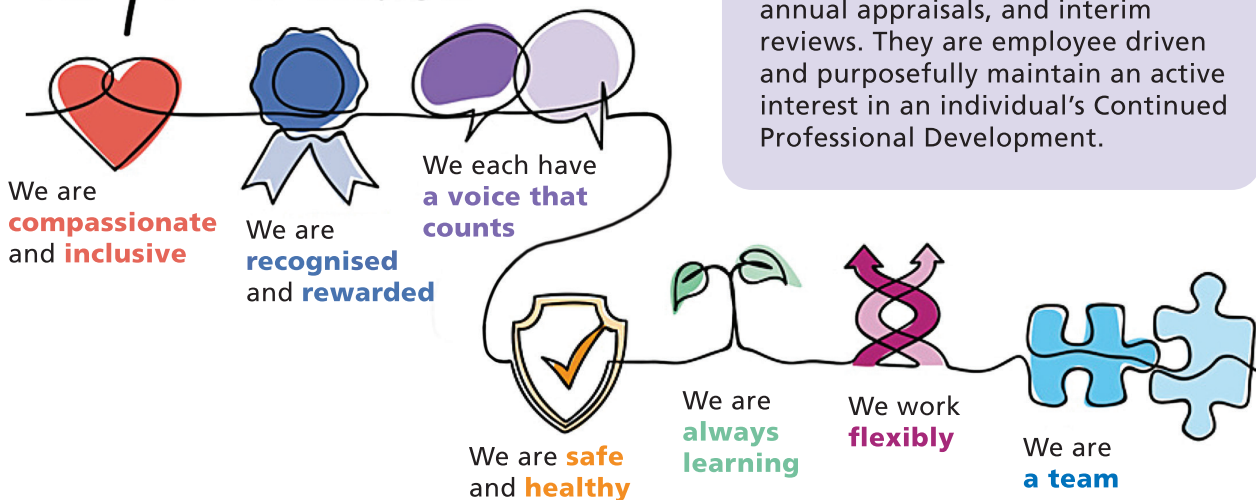 annual appraisals, and interim
reviews. They are employee driven
and purposefully maintain an active
interest in an individual’s Continued
Professional Development.
We are
compassionate
and inclusive
We are
recognised
and rewarded
We each have
a voice that
counts
We are safe
and healthy
We are
always
learning
We work
flexibly
We are
a team